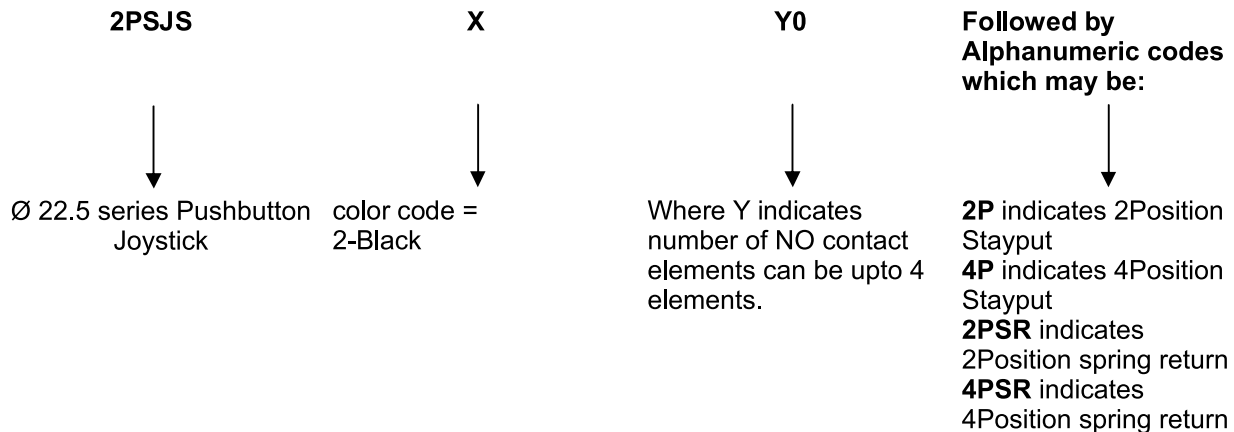 2PSJS
X
Y0
Followed by
Alphanumeric codes
which may be:
Ø 22.5 series Pushbutton
Joystick
color code =
2-Black
Where Y indicates
number of NO contact
elements can be upto 4
elements.
2P indicates 2Position
Stayput
4P indicates 4Position
Stayput
2PSR indicates
2Position spring return
4PSR indicates
4Position spring return